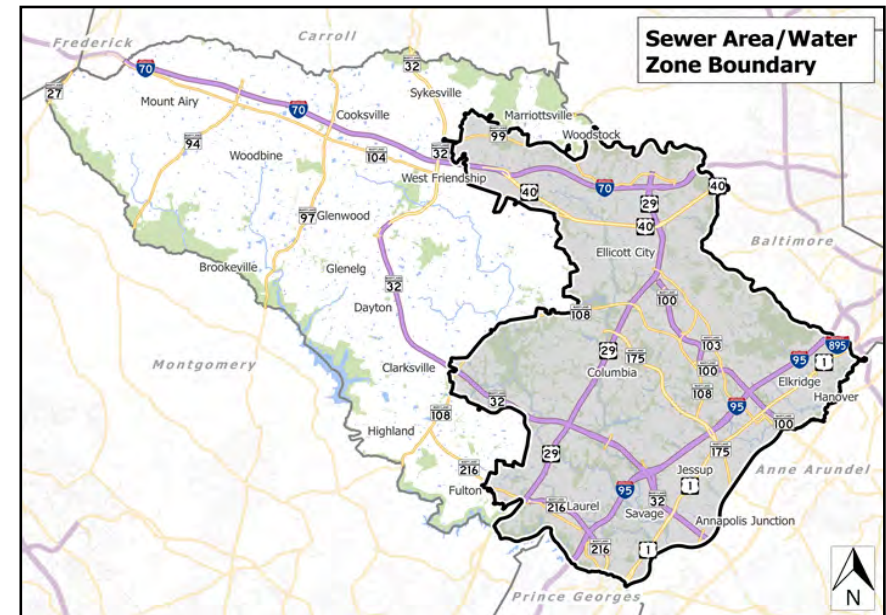 Sewer Area/Water
Zone Boundary
Frederick
Carroll
70
32
27
Mount Airy
Sykesville
70
Cooksville
Marriottsville
99
Woodstock
94
Woodbine
104
32
West Friendship
40
70
40
29
97
Glenwood
40
Baltimore
Ellicott City
Brookeville
Glenelg
32
100
Dayton
108
103
895
29
175
95
1
Montgomery
Clarksville
Columbia
100
Elkridge
32
108
Hanover
95
108
100
Highland
29
175
216
Jessup
Anne Arundel
Fulton
95
1
32
216
Laurel
Savage
Annapolis Junction
216
1
Prince Georges
N